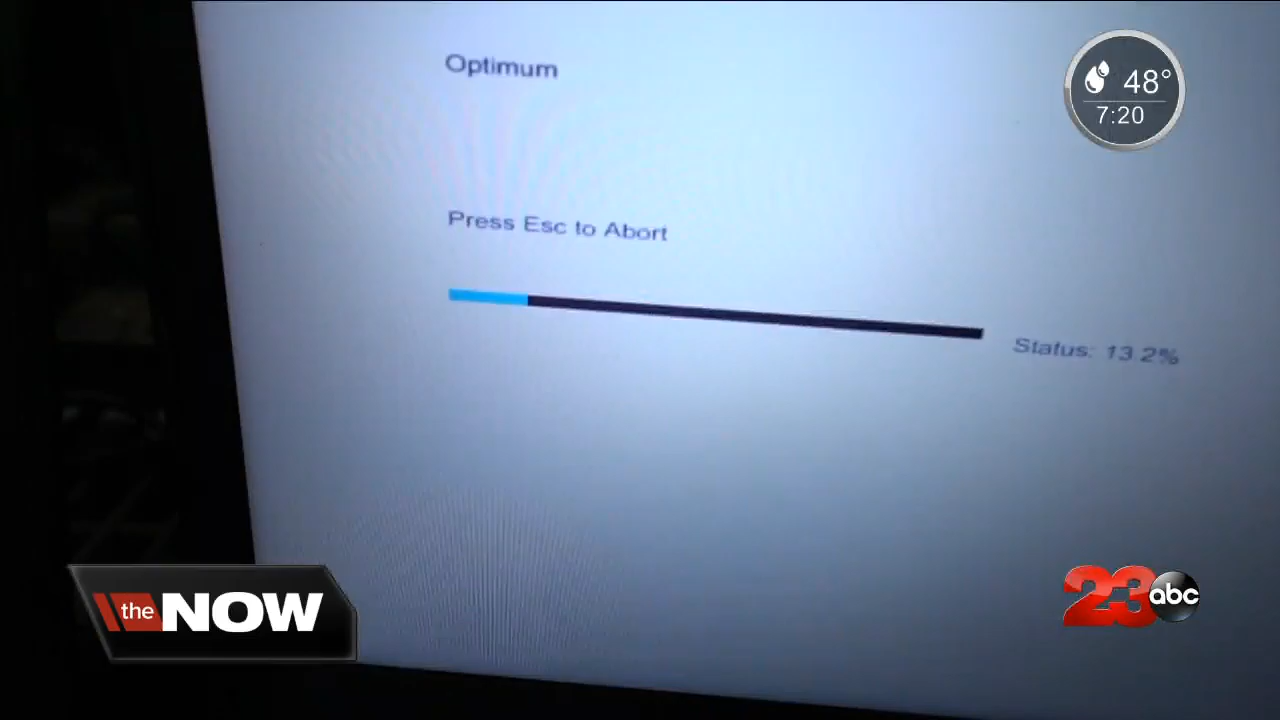 Optimum
48°
7:20
Press Esc to Abort
Status: 13.2%
the NOW
23 abc